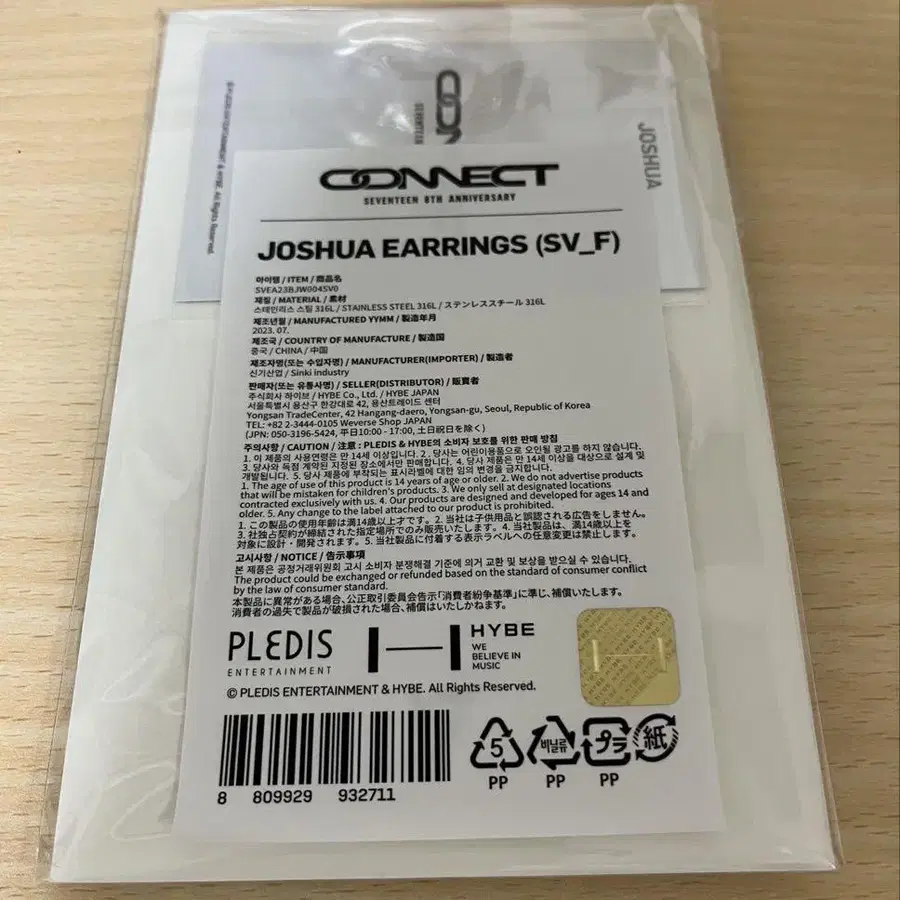 © PLEDIS ENTERTAINMENT & HYBE. All Rights Reserved.
SEVENTEEN
JOSHUA
CONNECT
SEVENTEEN 8TH ANNIVERSARY
JOSHUA EARRINGS (SV_F)
아이템 / ITEM / 商品名
SVEA23BJW004SV0
재질 / MATERIAL / 素材
스테인리스 스틸 316L / STAINLESS STEEL 316L / ステンレススチール 316L
제조년월 / MANUFACTURED YYMM / 製造年月
2023. 07.
제조국 / COUNTRY OF MANUFACTURE / 製造国
중국 / CHINA / 中国
제조자명(또는 수입자명) / MANUFACTURER(IMPORTER) / 製造者
신기산업 / Sinki Industry
판매자(또는 유통사명) / SELLER(DISTRIBUTOR) / 販賣者
주식회사 하이브 / HYBE Co., Ltd. / HYBE JAPAN
서울특별시 용산구 한강대로 42, 용산트레이드 센터
Yongsan TradeCenter, 42 Hangang-daero, Yongsan-gu, Seoul, Republic of Korea
TEL: +82 2-3444-0105 Weverse Shop JAPAN
(JPN: 050-3196-5424, 平日10:00 - 17:00, 土日祝日を除く)
주의사항 / CAUTION / 注意 : PLEDIS & HYBE의 소비자 보호를 위한 판매 방침
1. 이 제품의 사용연령은 만 14세 이상입니다. 2. 당사는 어린이용품으로 오인될 광고를 하지 않습니다.
3. 당사와 독점 계약된 지정된 장소에서만 판매합니다. 4. 당사 제품은 만 14세 이상을 대상으로 설계 및
개발됩니다. 5. 당사 제품에 부착되는 표시라벨에 대한 임의 변경을 금지합니다.
1. The age of use of this product is 14 years of age or older. 2. We do not advertise products
that will be mistaken for children's products. 3. We only sell at designated locations
contracted exclusively with us. 4. Our products are designed and developed for ages 14 and
older. 5. Any change to the label attached to our product is prohibited.
1. この製品の使用年齢は満14歳以上才です。2. 当社は子供用品と誤認される広告をしません。
3. 社独占契約が締結された指定場所でのみ販売いたします。4. 当社製品は、満14歳以上を
対象に設計・開発されます。5. 当社製品に付着する表示ラベルへの任意変更は禁止します。
고시사항 / NOTICE / 告示事項
본 제품은 공정거래위원회 고시 소비자 분쟁해결 기준에 의거 교환 및 보상을 받으실 수 있습니다.
The product could be exchanged or refunded based on the standard of consumer conflict
by the law of consumer standard.
本製品に異常がある場合、公正取引委員会告示「消費者紛争基準」に準じ、補償いたします。
消費者の過失で製品が破損された場合、補償はいたしかねます。
PLEDIS
ENTERTAINMENT
HYBE
WE
BELIEVE IN
MUSIC
© PLEDIS ENTERTAINMENT & HYBE. All Rights Reserved.
8 809929 932711
5
PP
비닐류
PP
プラ
PP
紙